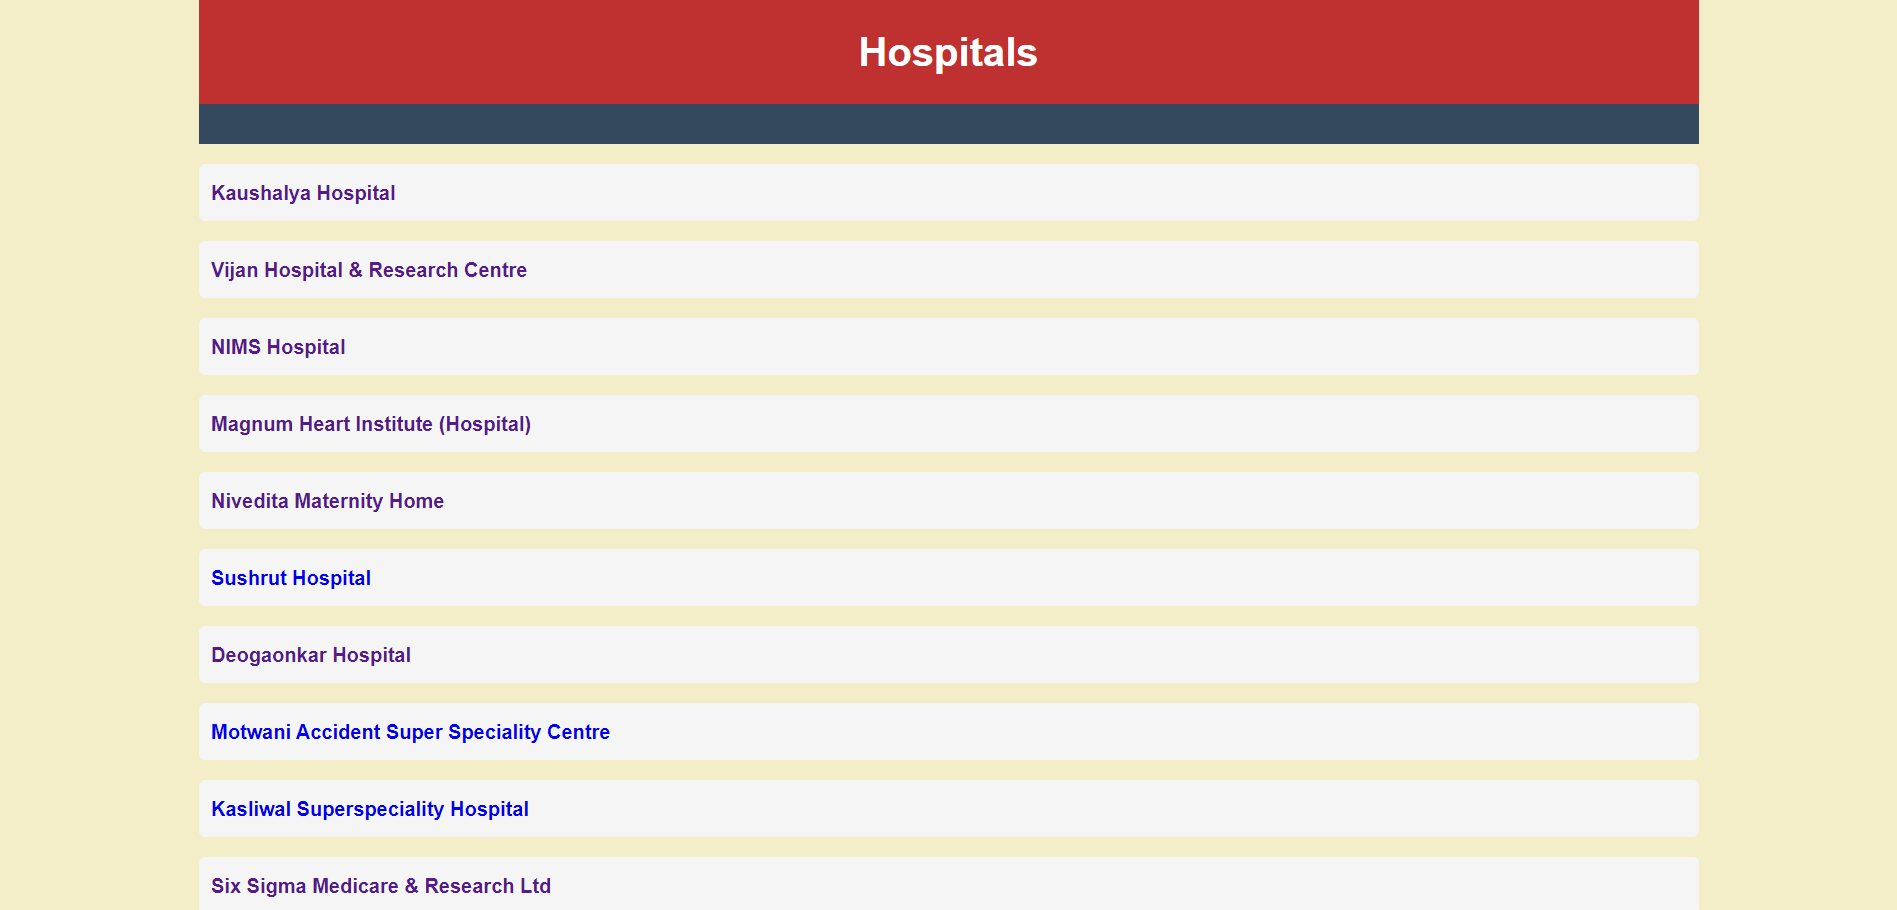 Hospitals
Kaushalya Hospital
Vijan Hospital & Research Centre
NIMS Hospital
Magnum Heart Institute (Hospital)
Nivedita Maternity Home
Sushrut Hospital
Deogaonkar Hospital
Motwani Accident Super Speciality Centre
Kasliwal Superspeciality Hospital
Six Sigma Medicare & Research Ltd